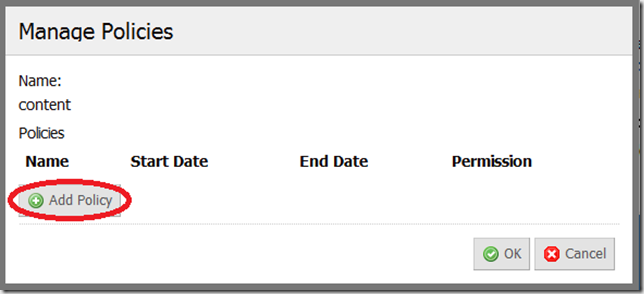 Manage Policies
Name:
content
Policies
Name Start Date End Date Permission
Add Policy
OK Cancel